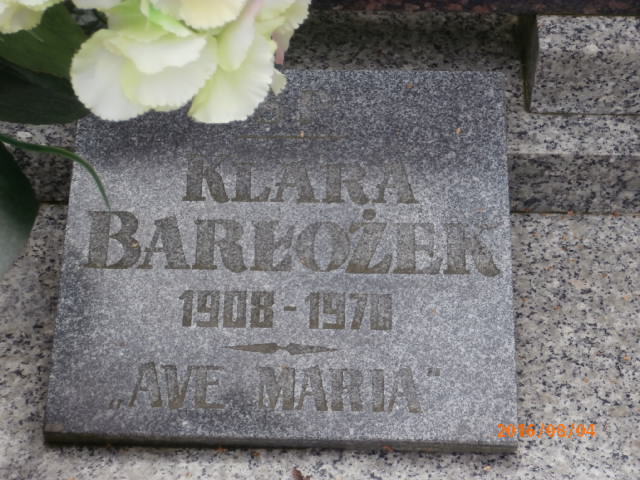 KLARA
BARŁOŻEK
1908 - 1970
„AVE MARIA"
2016/08/04